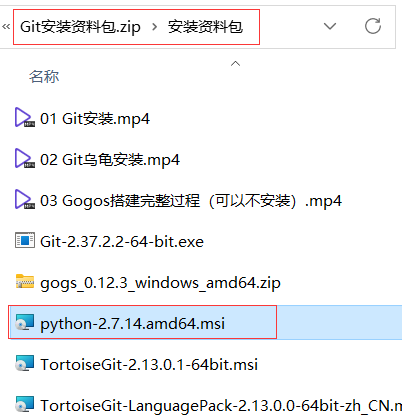 « Git安装资料包.zip > 安装资料包
名称
01 Git安装.mp4
02 Git乌龟安装.mp4
03 Gogos搭建完整过程（可以不安装）.mp4
Git-2.37.2.2-64-bit.exe
gogs_0.12.3_windows_amd64.zip
python-2.7.14.amd64.msi
TortoiseGit-2.13.0.1-64bit.msi
TortoiseGit-LanguagePack-2.13.0.0-64bit-zh_CN.m